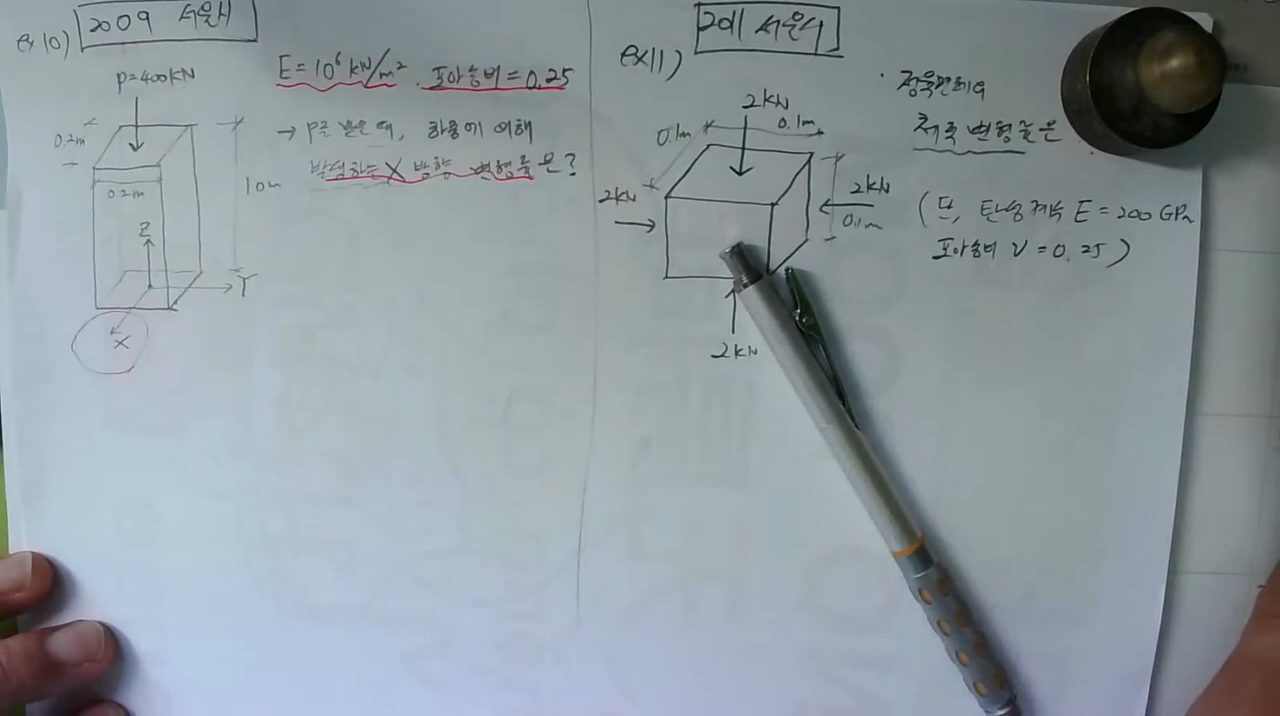 ex10) 2009 서울시
P=400KN
E=10⁶ kN/m². 포아송비=0.25
→ P를 받을 때, 하중에 의해
발생하는 X방향 변형률은?
0.2m
0.2m
10m
Z
Y
X
ex11) 2011 서울시
2KN
0.1m
0.1m
2KN
2KN
0.1m
2KN
· 정육면체의
체적변형률은
(단, 탄성계수 E=200 GPa
포아송비 ν=0.25)